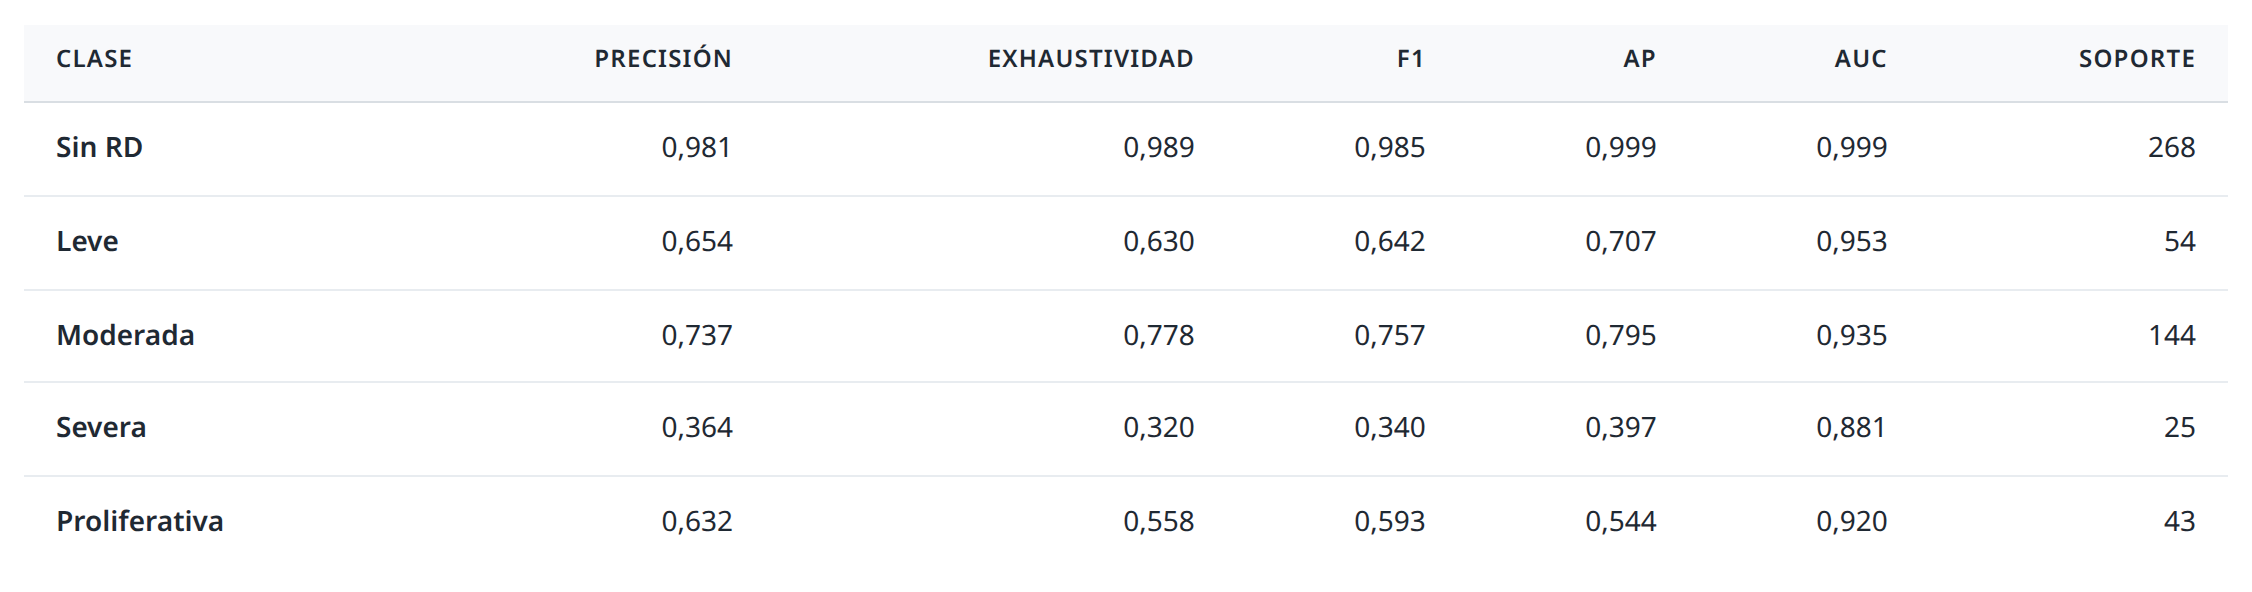 CLASE PRECISIÓN EXHAUSTIVIDAD F1 AP AUC SOPORTE
Sin RD 0,981 0,989 0,985 0,999 0,999 268
Leve 0,654 0,630 0,642 0,707 0,953 54
Moderada 0,737 0,778 0,757 0,795 0,935 144
Severa 0,364 0,320 0,340 0,397 0,881 25
Proliferativa 0,632 0,558 0,593 0,544 0,920 43